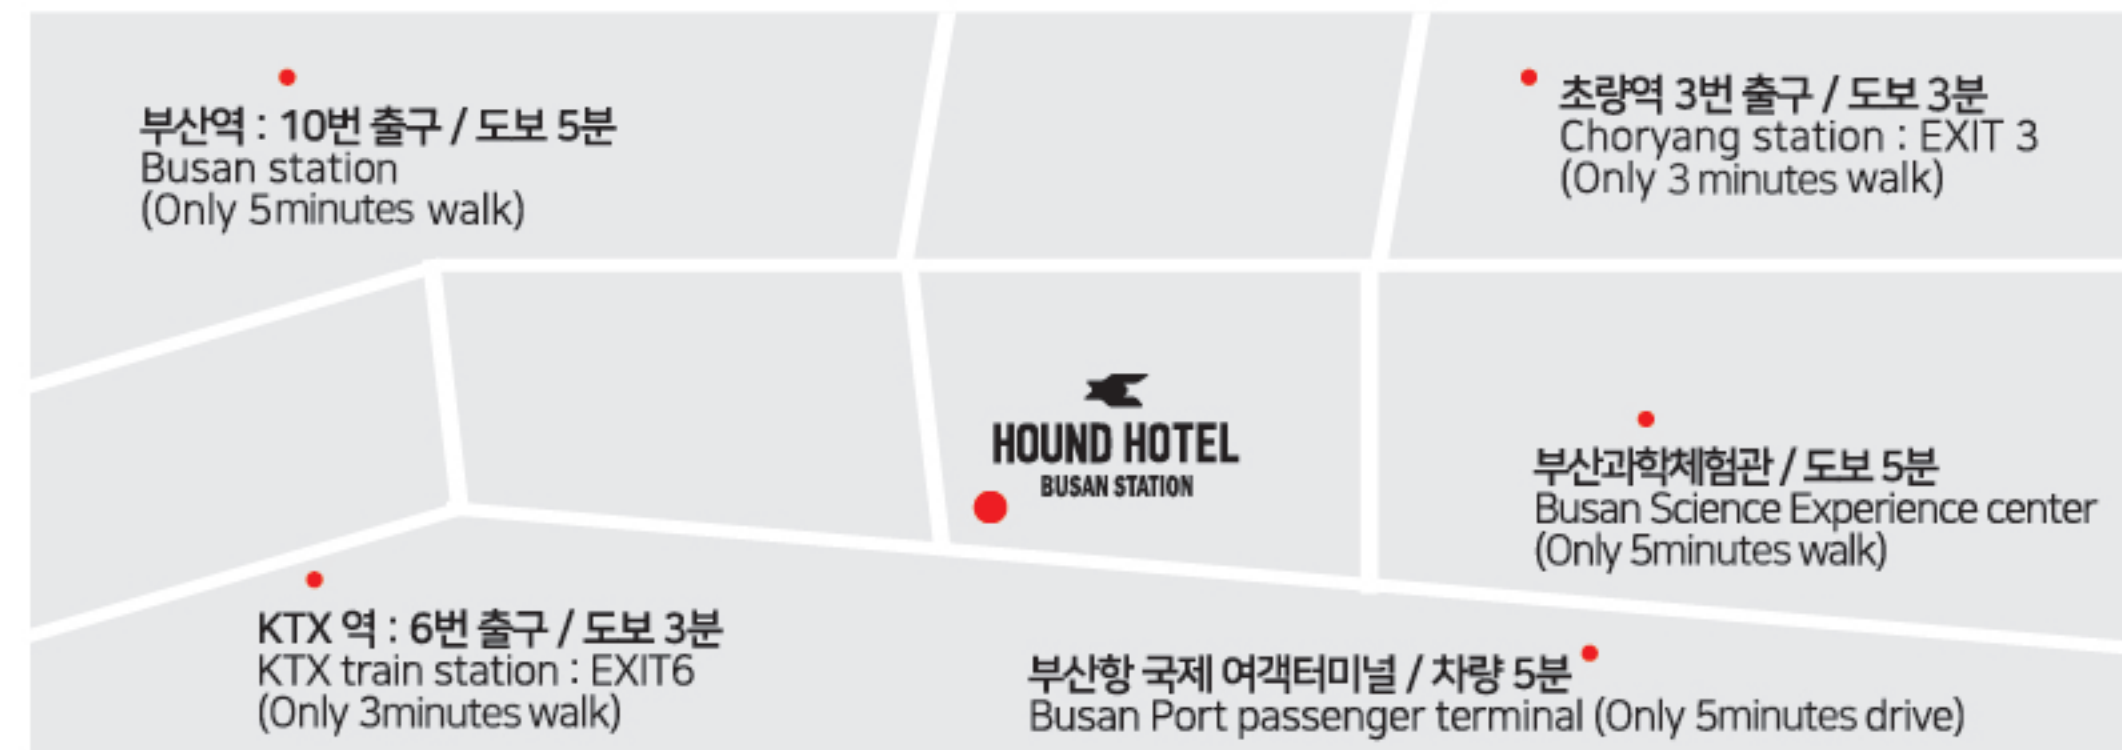 부산역 : 10번 출구 / 도보 5분
Busan station
(Only 5minutes walk)
초량역 3번 출구 / 도보 3분
Choryang station : EXIT 3
(Only 3 minutes walk)
HOUND HOTEL
BUSAN STATION
부산과학체험관 / 도보 5분
Busan Science Experience center
(Only 5minutes walk)
KTX 역 : 6번 출구 / 도보 3분
KTX train station : EXIT6
(Only 3minutes walk)
부산항 국제 여객터미널 / 차량 5분
Busan Port passenger terminal (Only 5minutes drive)